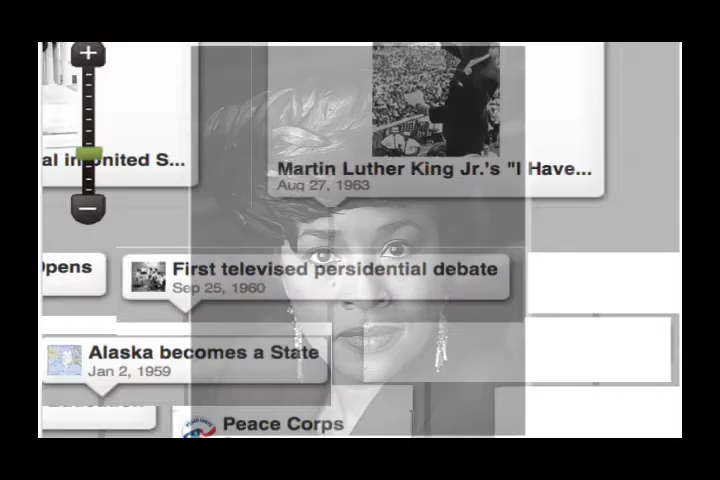 al in United S...
Martin Luther King Jr.'s "I Have...
Aug 27, 1963
Opens
First televised persidential debate
Sep 25, 1960
Alaska becomes a State
Jan 2, 1959
Education
Peace Corps